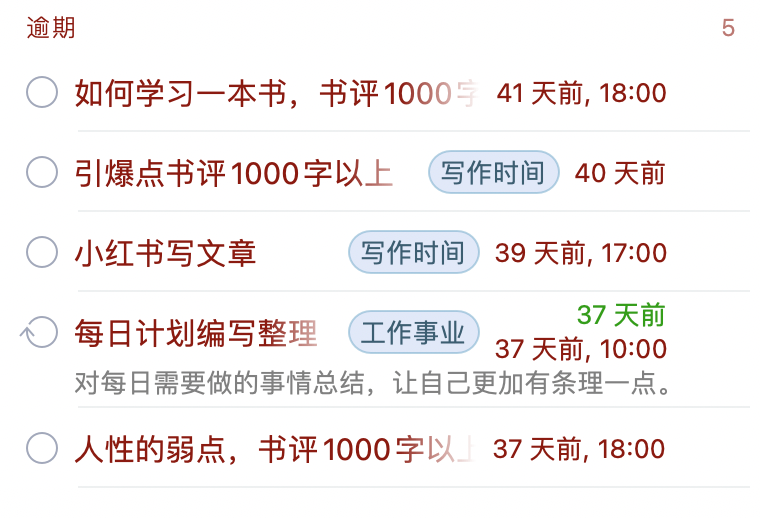 逾期 5
如何学习一本书，书评1000字 41 天前, 18:00
引爆点书评1000字以上 写作时间 40 天前
小红书写文章 写作时间 39 天前, 17:00
37 天前
每日计划编写整理 工作事业 37 天前, 10:00
对每日需要做的事情总结，让自己更加有条理一点。
人性的弱点，书评1000字以上 37 天前, 18:00